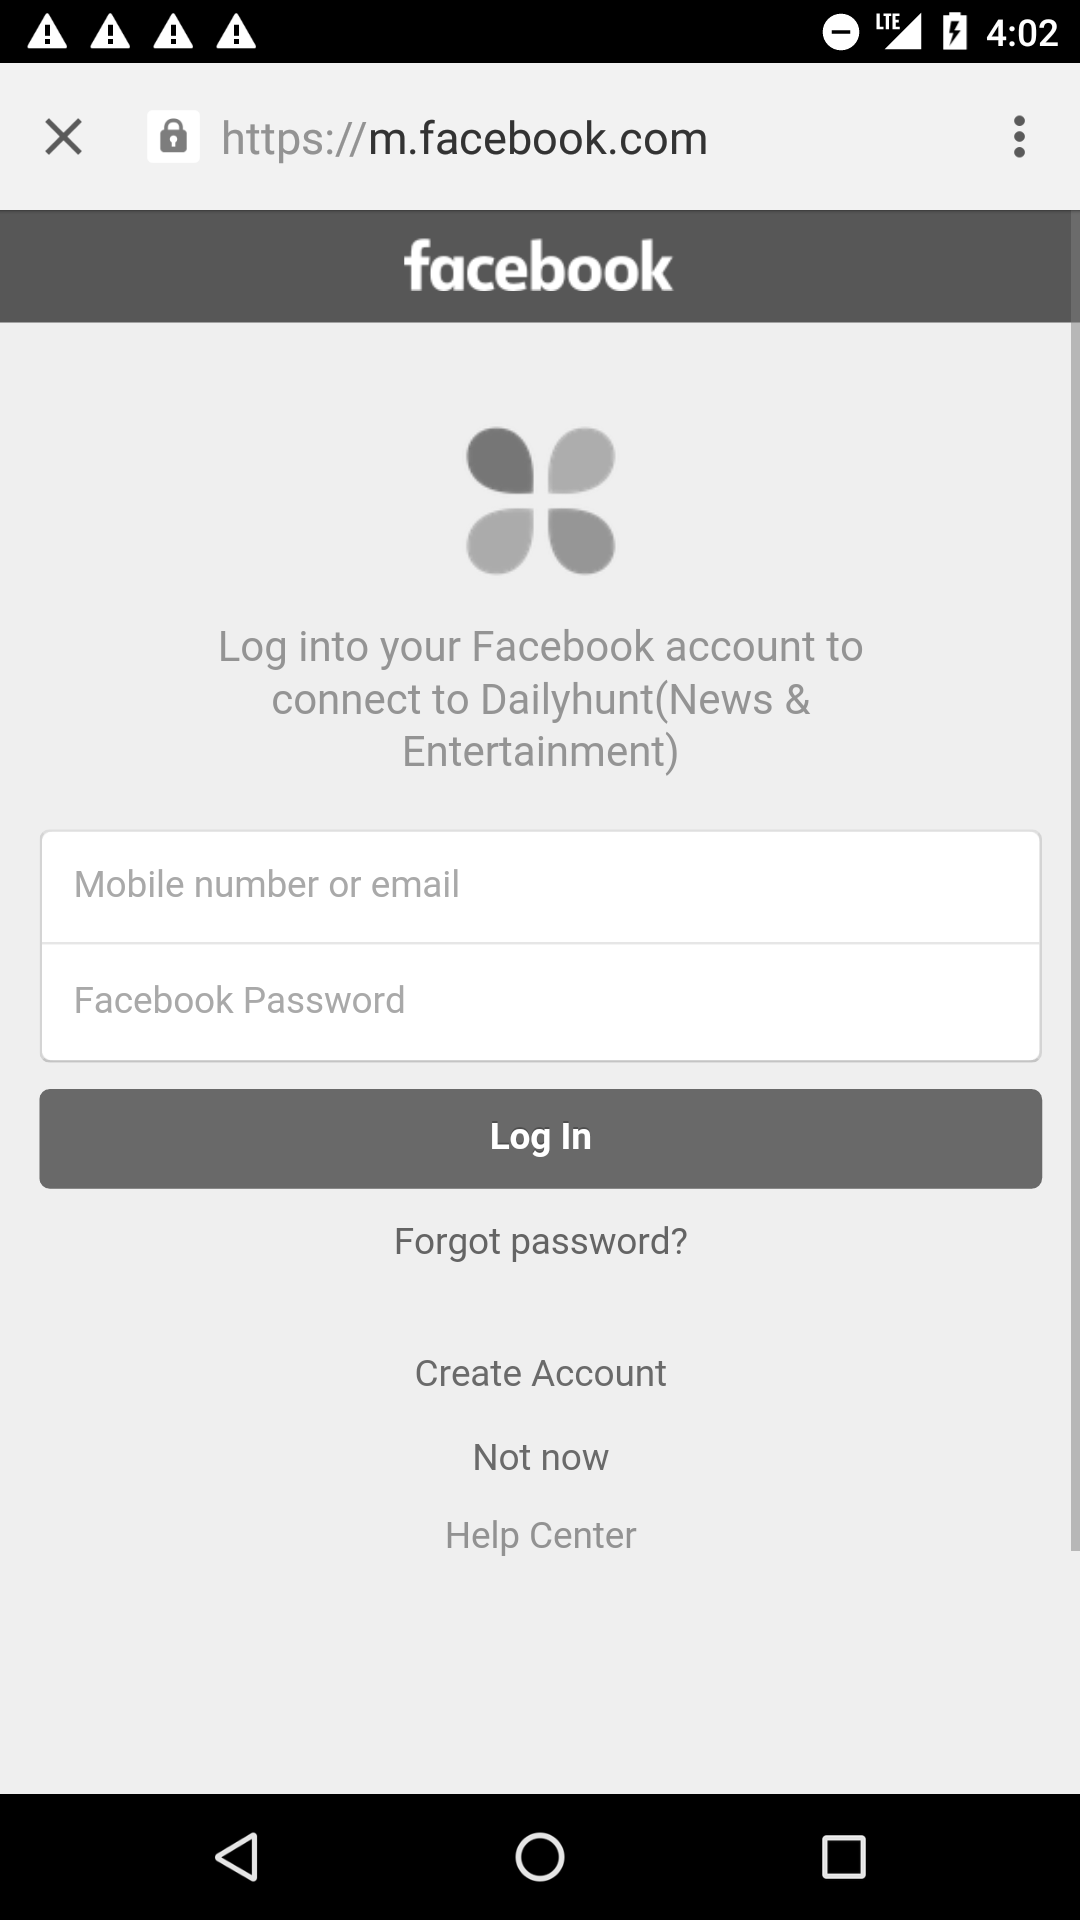 LTE 4:02
https://m.facebook.com
facebook
Log into your Facebook account to
connect to Dailyhunt(News &
Entertainment)
Mobile number or email
Facebook Password
Log In
Forgot password?
Create Account
Not now
Help Center